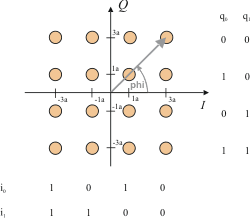 Q q₀ q₁
3a 0 0
1a 1 0
phi
-3a -1a 1a 3a I
-1a 0 1
-3a 1 1
i₀ 1 0 1 0
i₁ 1 1 0 0